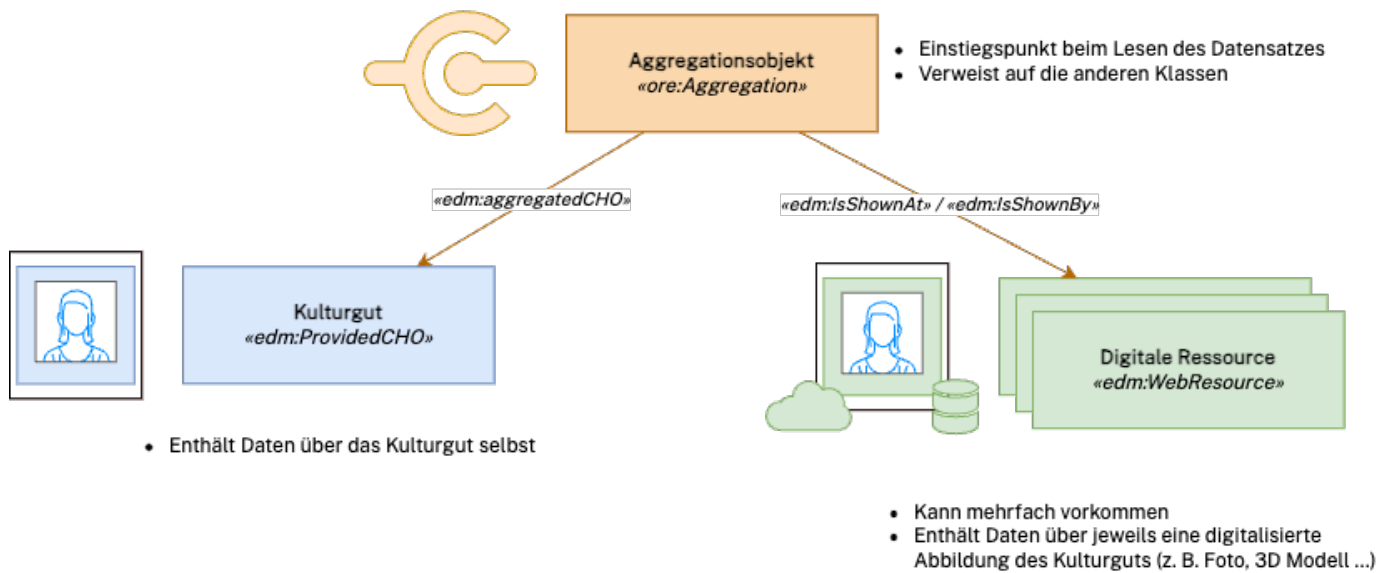 Aggregationsobjekt
«ore:Aggregation»
• Einstiegspunkt beim Lesen des Datensatzes
• Verweist auf die anderen Klassen
«edm:aggregatedCHO»
«edm:IsShownAt» / «edm:IsShownBy»
Kulturgut
«edm:ProvidedCHO»
Digitale Ressource
«edm:WebResource»
• Enthält Daten über das Kulturgut selbst
• Kann mehrfach vorkommen
• Enthält Daten über jeweils eine digitalisierte
Abbildung des Kulturguts (z. B. Foto, 3D Modell ...)